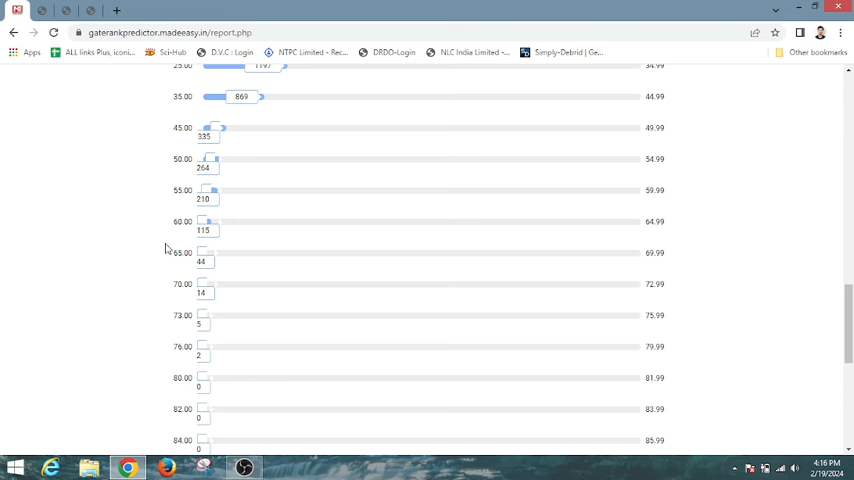 gaterankpredictor.madeeasy.in/report.php
Apps ALL links Plus, iconi... Sci-Hub D.V.C : Login NTPC Limited - Rec... DRDO-Login NLC India Limited -... Simply-Debrid | Ge... Other bookmarks
25.00 1197 34.99
35.00 869 44.99
45.00 335 49.99
50.00 264 54.99
55.00 210 59.99
60.00 115 64.99
65.00 44 69.99
70.00 14 72.99
73.00 5 75.99
76.00 2 79.99
80.00 0 81.99
82.00 0 83.99
84.00 0 85.99
4:16 PM
2/19/2024